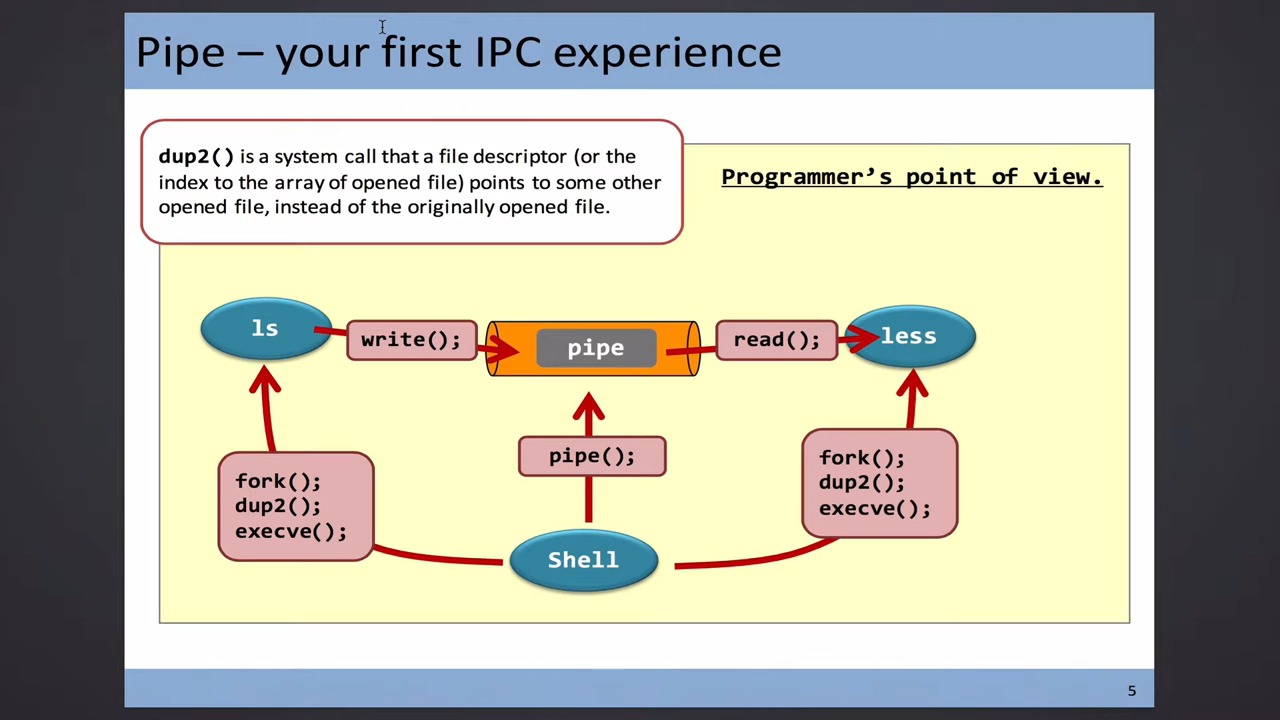 Pipe – your first IPC experience
dup2() is a system call that a file descriptor (or the
index to the array of opened file) points to some other
opened file, instead of the originally opened file.
Programmer’s point of view.
ls
write();
pipe
read();
less
fork();
dup2();
execve();
pipe();
fork();
dup2();
execve();
Shell
5